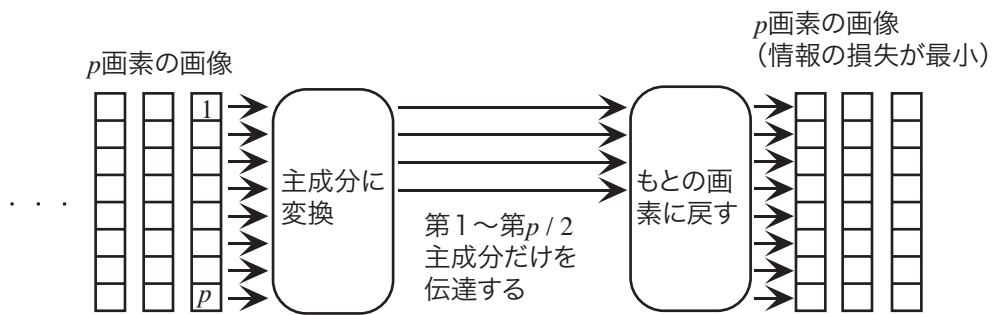 p画素の画像
p画素の画像
（情報の損失が最小）
1
p
. . .
主成分に
変換
第1～第p / 2
主成分だけを
伝達する
もとの画
素に戻す